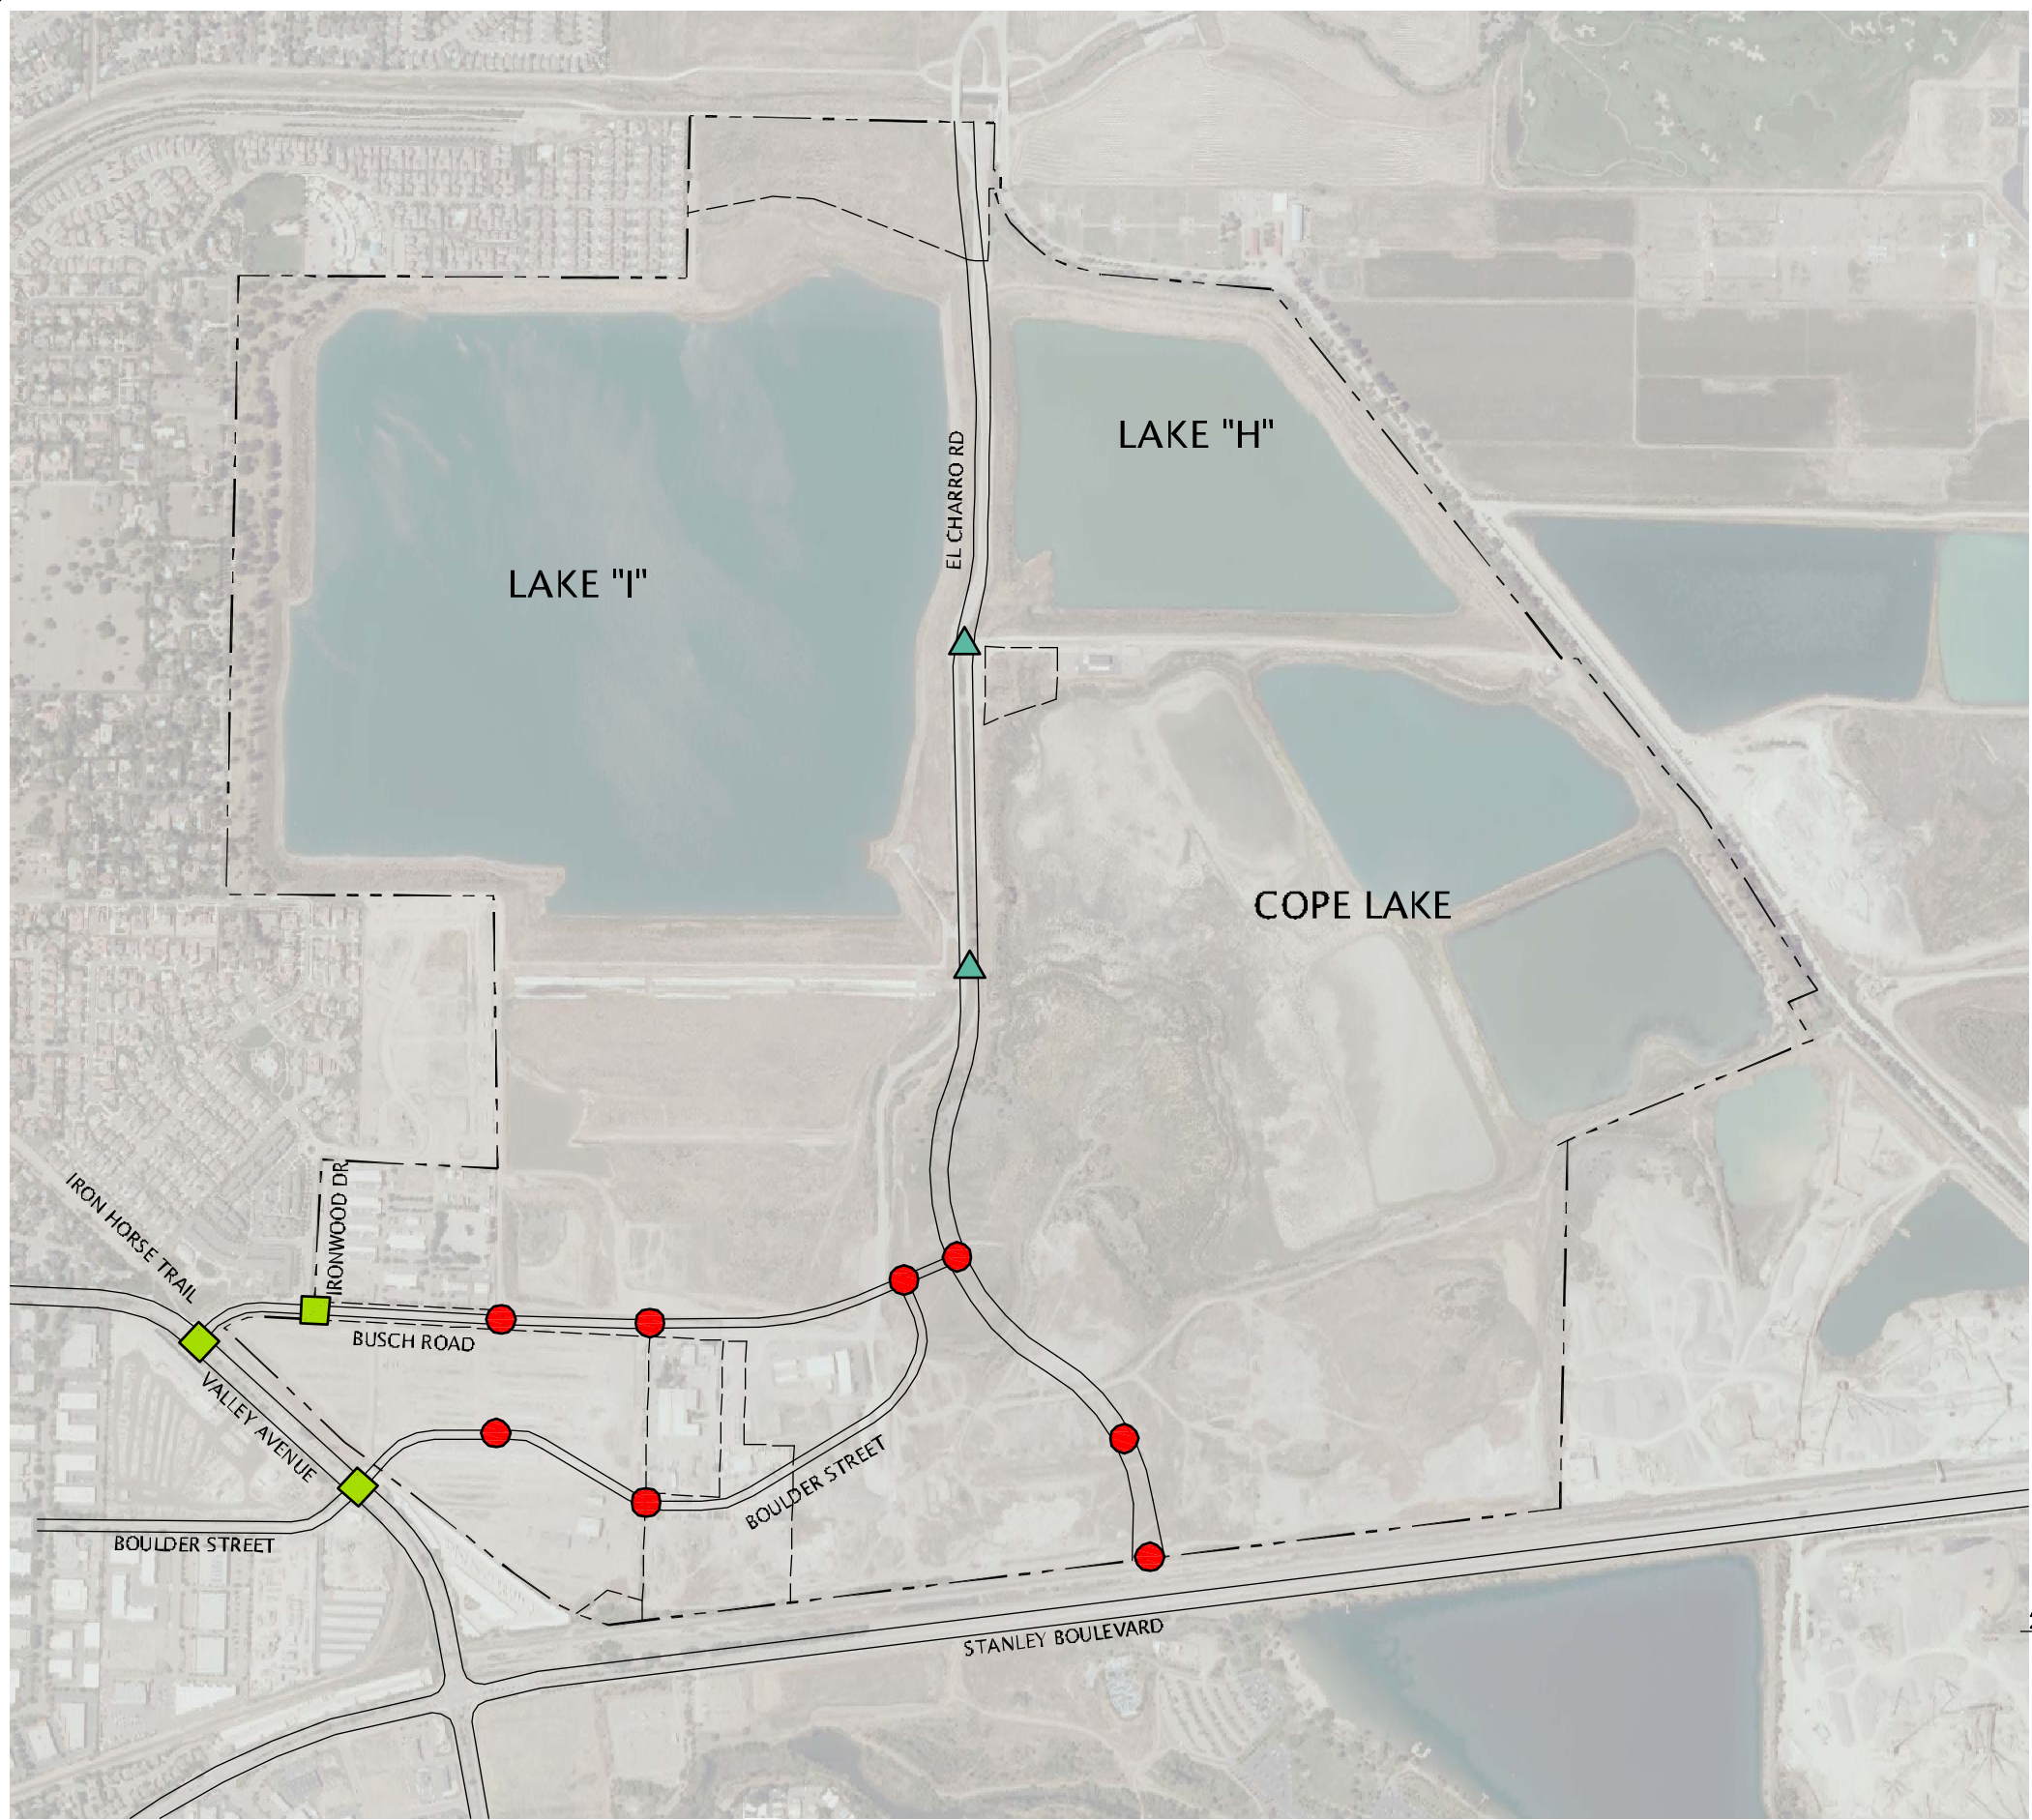 LAKE "H"
EL CHARRO RD
LAKE "I"
COPE LAKE
IRON HORSE TRAIL
IRONWOOD DR
BUSCH ROAD
VALLEY AVENUE
BOULDER STREET
BOULDER STREET
STANLEY BOULEVARD